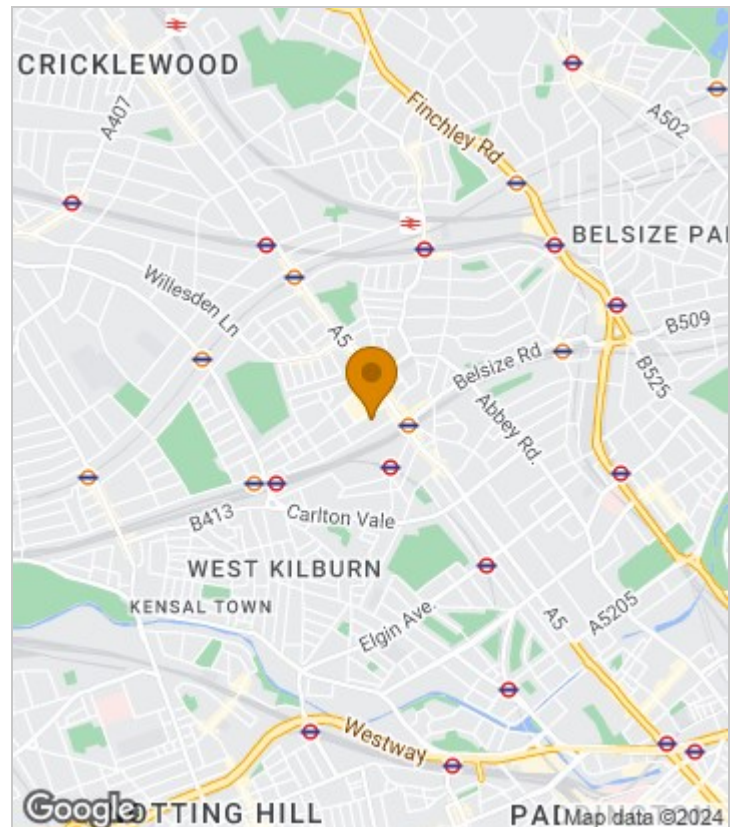 CRICKLEWOOD
A407
Finchley Rd
A502
BELSIZE PA
Willesden Ln
A5
B509
Belsize Rd
B525
Abbey Rd.
B413
Carlton Vale
WEST KILBURN
KENSAL TOWN
Elgin Ave.
A5
A5205
Westway
Google
OTTING HILL
PAD
Map data ©2024